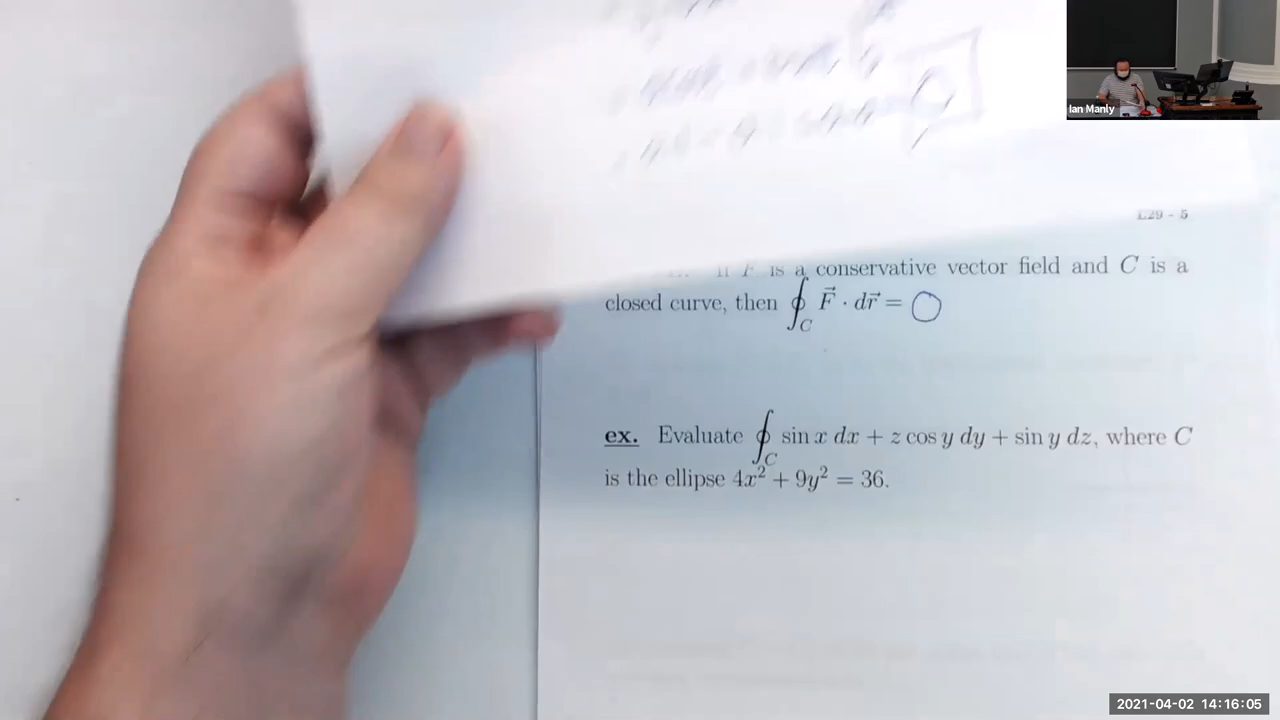 Ian Manly
L29 - 5
is a conservative vector field and C is a
closed curve, then ∮_C F⃗ · dr⃗ = 0
ex. Evaluate ∮_C sin x dx + z cos y dy + sin y dz, where C
is the ellipse 4x² + 9y² = 36.
2021-04-02 14:16:05